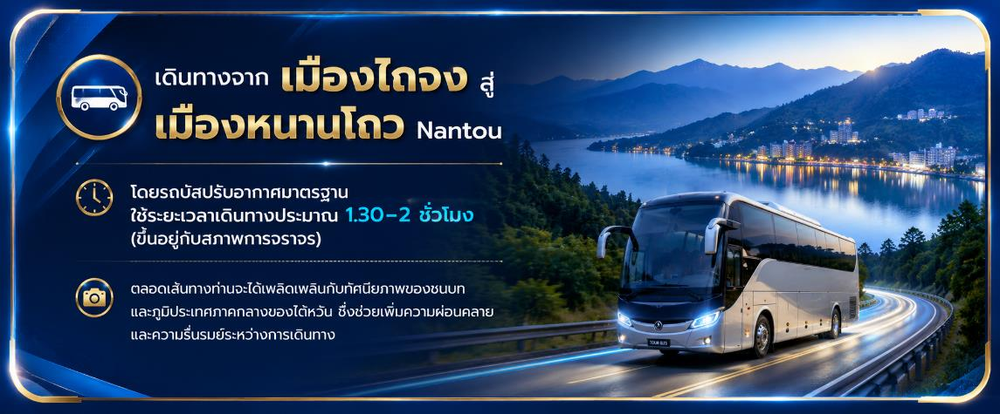 เดินทางจาก เมืองไถจง สู่
เมืองหนานโถว Nantou
โดยรถบัสปรับอากาศมาตรฐาน
ใช้ระยะเวลาเดินทางประมาณ 1.30–2 ชั่วโมง
(ขึ้นอยู่กับสภาพการจราจร)
ตลอดเส้นทางท่านจะได้เพลิดเพลินกับทัศนียภาพของชนบท
และภูมิประเทศภาคกลางของไต้หวัน ซึ่งช่วยเพิ่มความผ่อนคลาย
และความรื่นรมย์ระหว่างการเดินทาง
TOUR BUS